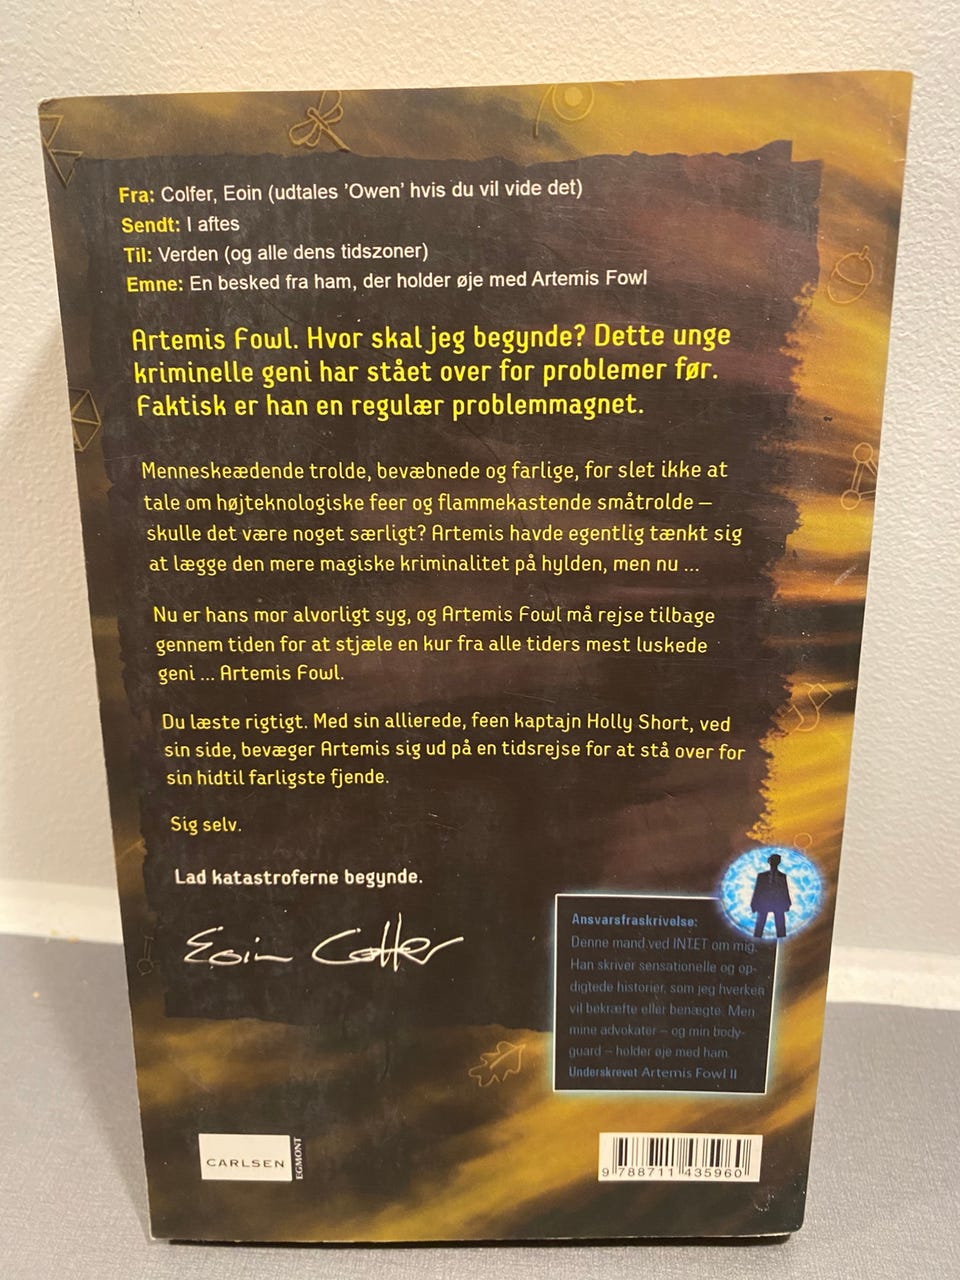 Fra: Colfer, Eoin (udtales 'Owen' hvis du vil vide det)
Sendt: I aftes
Til: Verden (og alle dens tidszoner)
Emne: En besked fra ham, der holder øje med Artemis Fowl
Artemis Fowl. Hvor skal jeg begynde? Dette unge
kriminelle geni har stået over for problemer før.
Faktisk er han en regulær problemmagnet.
Menneskeædende trolde, bevæbnede og farlige, for slet ikke at
tale om højteknologiske feer og flammekastende småtrolde –
skulle det være noget særligt? Artemis havde egentlig tænkt sig
at lægge den mere magiske kriminalitet på hylden, men nu ...
Nu er hans mor alvorligt syg, og Artemis Fowl må rejse tilbage
gennem tiden for at stjæle en kur fra alle tiders mest luskede
geni ... Artemis Fowl.
Du læste rigtigt. Med sin allierede, feen kaptajn Holly Short, ved
sin side, bevæger Artemis sig ud på en tidsrejse for at stå over for
sin hidtil farligste fjende.
Sig selv.
Lad katastroferne begynde.
Eoin Colfer
Ansvarsfraskrivelse:
Denne mand ved INTET om mig.
Han skriver sensationelle og op-
digtede historier, som jeg hverken
vil bekræfte eller benægte. Men
mine advokater – og min body-
guard – holder øje med ham.
Underskrevet Artemis Fowl II
CARLSEN
EGMONT
9 788711 435960